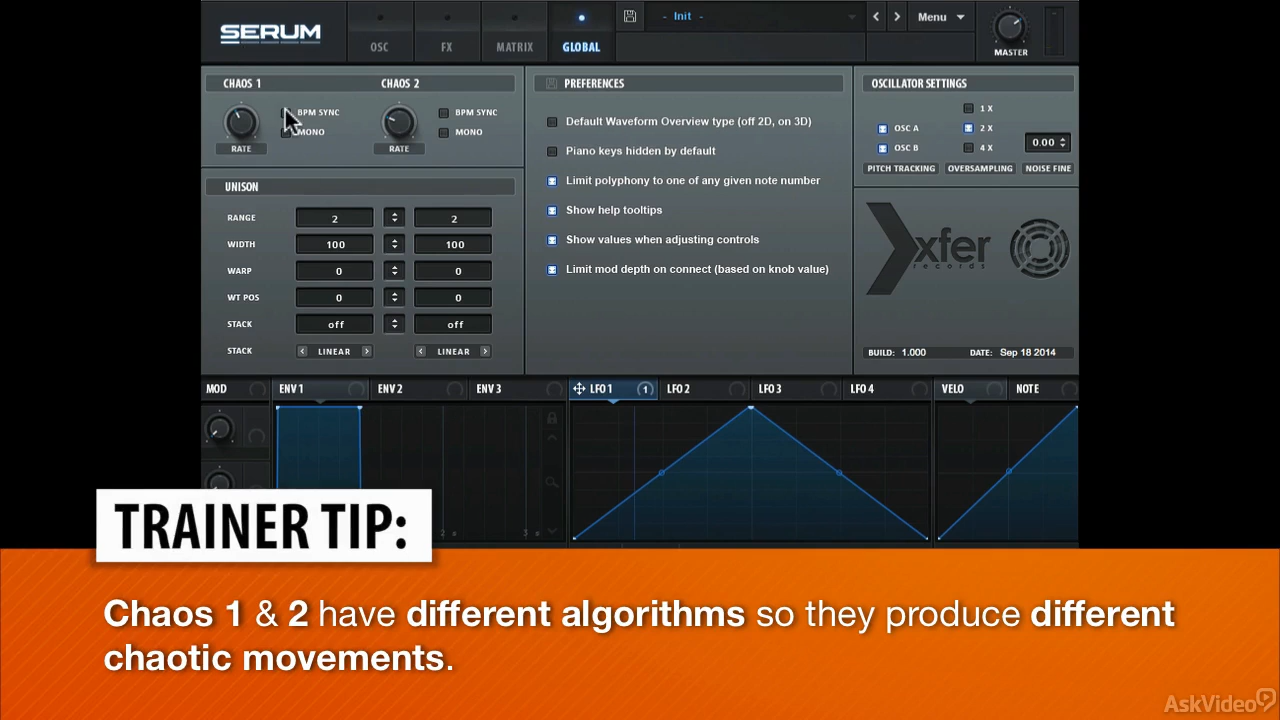 SERUM
OSC
FX
MATRIX
GLOBAL
- Init -
Menu
MASTER
CHAOS 1
CHAOS 2
BPM SYNC
MONO
RATE
BPM SYNC
MONO
RATE
UNISON
RANGE 2 2
WIDTH 100 100
WARP 0 0
WT POS 0 0
STACK off off
STACK < LINEAR > < LINEAR >
PREFERENCES
Default Waveform Overview type (off 2D, on 3D)
Piano keys hidden by default
Limit polyphony to one of any given note number
Show help tooltips
Show values when adjusting controls
Limit mod depth on connect (based on knob value)
OSCILLATOR SETTINGS
OSC A
OSC B
PITCH TRACKING
1 X
2 X
4 X
OVERSAMPLING
0.00
NOISE FINE
xfer
records
BUILD: 1.000 DATE: Sep 18 2014
MOD
ENV 1
ENV 2
ENV 3
LFO 1
1
LFO 2
LFO 3
LFO 4
VELO
NOTE
TRAINER TIP:
Chaos 1 & 2 have different algorithms so they produce different
chaotic movements.
AskVideo